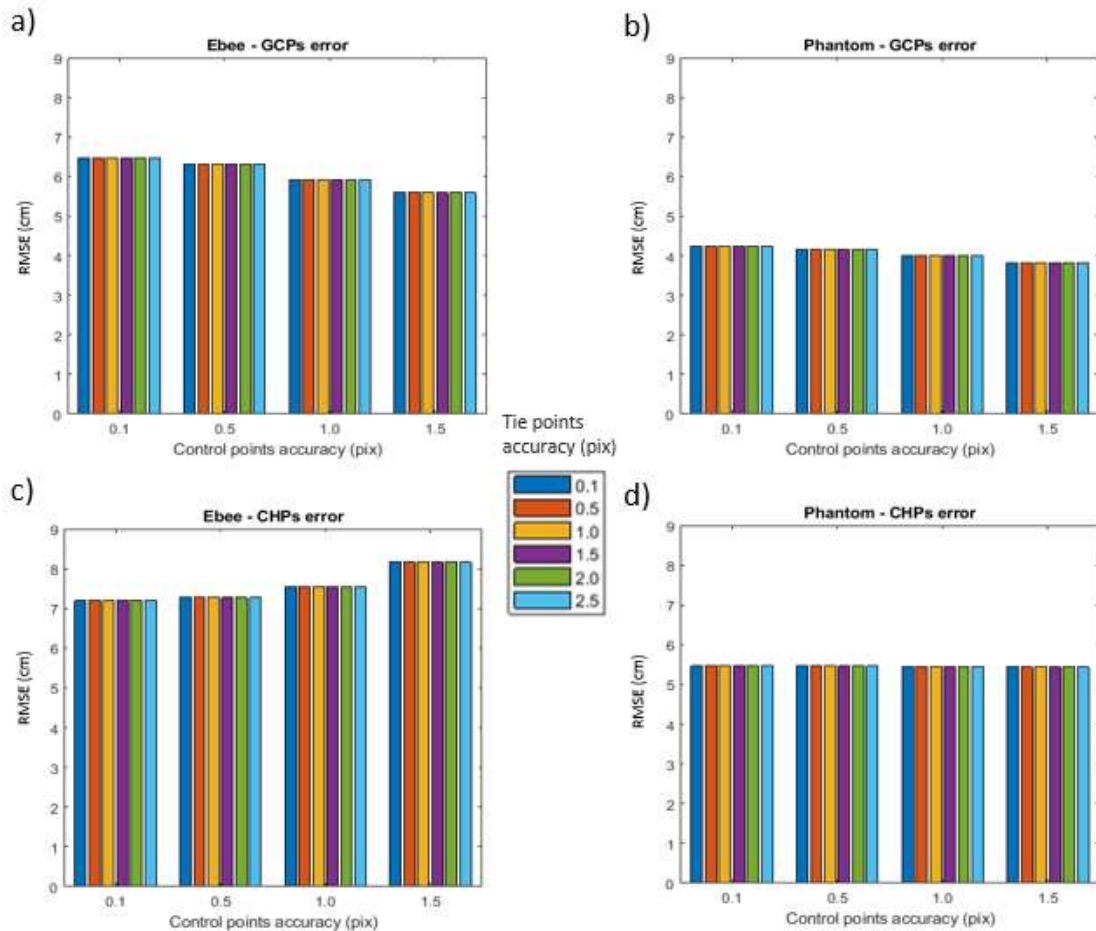 a)
Ebee - GCPs error
9
8
7
6
5
4
3
2
1
0
RMSE (cm)
0.1 0.5 1.0 1.5
Control points accuracy (pix)
b)
Phantom - GCPs error
9
8
7
6
5
4
3
2
1
0
RMSE (cm)
0.1 0.5 1.0 1.5
Control points accuracy (pix)
Tie points
accuracy (pix)
0.1
0.5
1.0
1.5
2.0
2.5
c)
Ebee - CHPs error
9
8
7
6
5
4
3
2
1
0
RMSE (cm)
0.1 0.5 1.0 1.5
Control points accuracy (pix)
d)
Phantom - CHPs error
9
8
7
6
5
4
3
2
1
0
RMSE (cm)
0.1 0.5 1.0 1.5
Control points accuracy (pix)